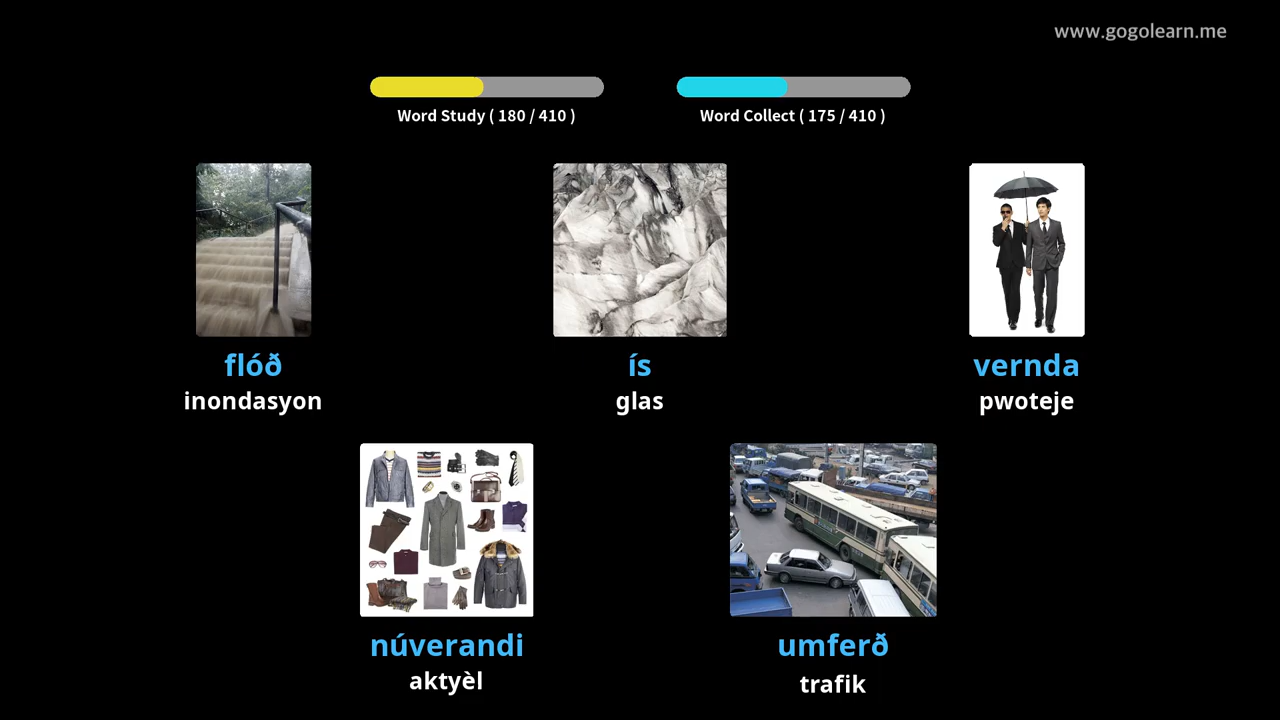 www.gogolearn.me
Word Study ( 180 / 410 )
Word Collect ( 175 / 410 )
flóð
inondasyon
ís
glas
vernda
pwoteje
núverandi
aktyèl
umferð
trafik